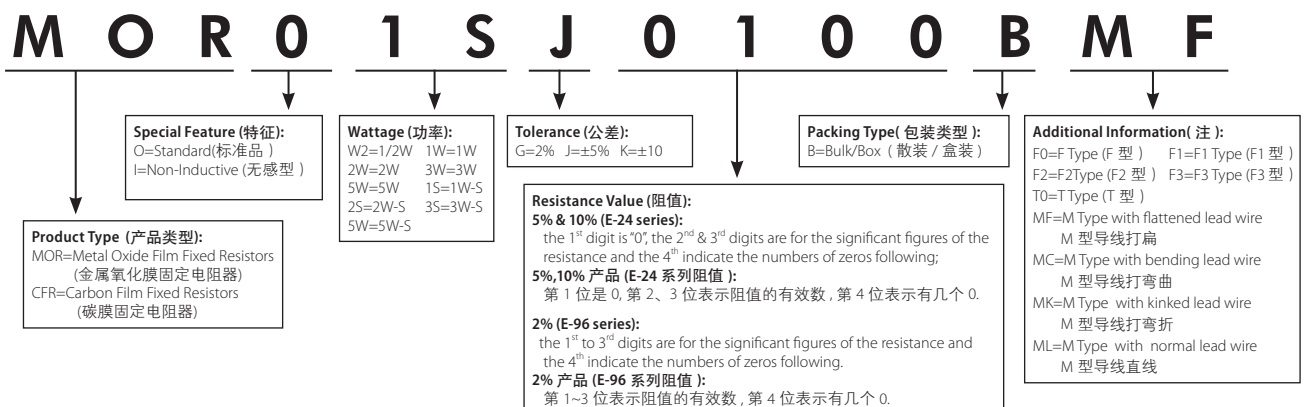 M O R 0 1 S J 0 1 0 0 B M F
Special Feature (特征):
O=Standard(标准品)
I=Non-Inductive (无感型)
Product Type (产品类型):
MOR=Metal Oxide Film Fixed Resistors
(金属氧化膜固定电阻器)
CFR=Carbon Film Fixed Resistors
(碳膜固定电阻器)
Wattage (功率):
W2=1/2W 1W=1W
2W=2W 3W=3W
5W=5W 1S=1W-S
2S=2W-S 3S=3W-S
5W=5W-S
Tolerance (公差):
G=2% J=±5% K=±10
Resistance Value (阻值):
5% & 10% (E-24 series):
the 1st digit is "0", the 2nd & 3rd digits are for the significant figures of the
resistance and the 4th indicate the numbers of zeros following;
5%,10% 产品 (E-24 系列阻值):
第 1 位是 0, 第 2、3 位表示阻值的有效数, 第 4 位表示有几个 0.
2% (E-96 series):
the 1st to 3rd digits are for the significant figures of the resistance and
the 4th indicate the numbers of zeros following.
2% 产品 (E-96 系列阻值):
第 1~3 位表示阻值的有效数, 第 4 位表示有几个 0.
Packing Type( 包装类型 ):
B=Bulk/Box ( 散装 / 盒装 )
Additional Information( 注 ):
F0=F Type (F 型) F1=F1 Type (F1 型)
F2=F2Type (F2 型) F3=F3 Type (F3 型)
T0=T Type (T 型)
MF=M Type with flattened lead wire
M 型导线打扁
MC=M Type with bending lead wire
M 型导线打弯曲
MK=M Type with kinked lead wire
M 型导线打弯折
ML=M Type with normal lead wire
M 型导线直线